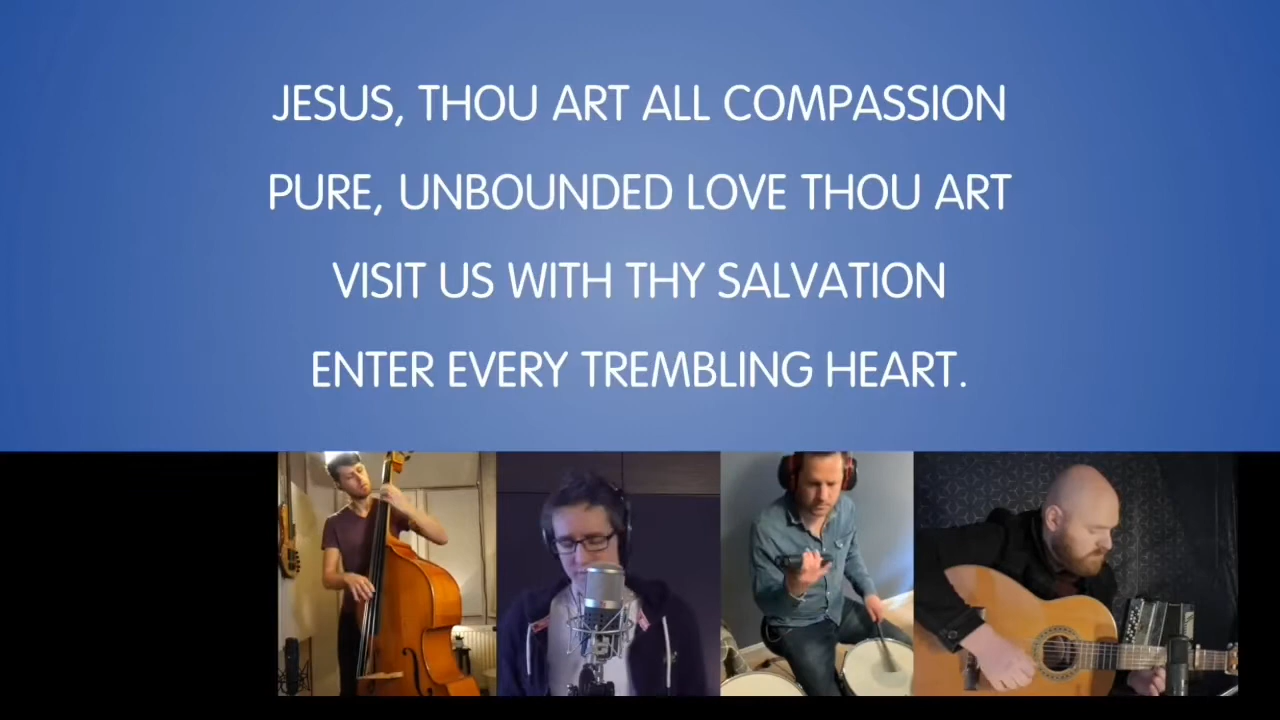 JESUS, THOU ART ALL COMPASSION
PURE, UNBOUNDED LOVE THOU ART
VISIT US WITH THY SALVATION
ENTER EVERY TREMBLING HEART.